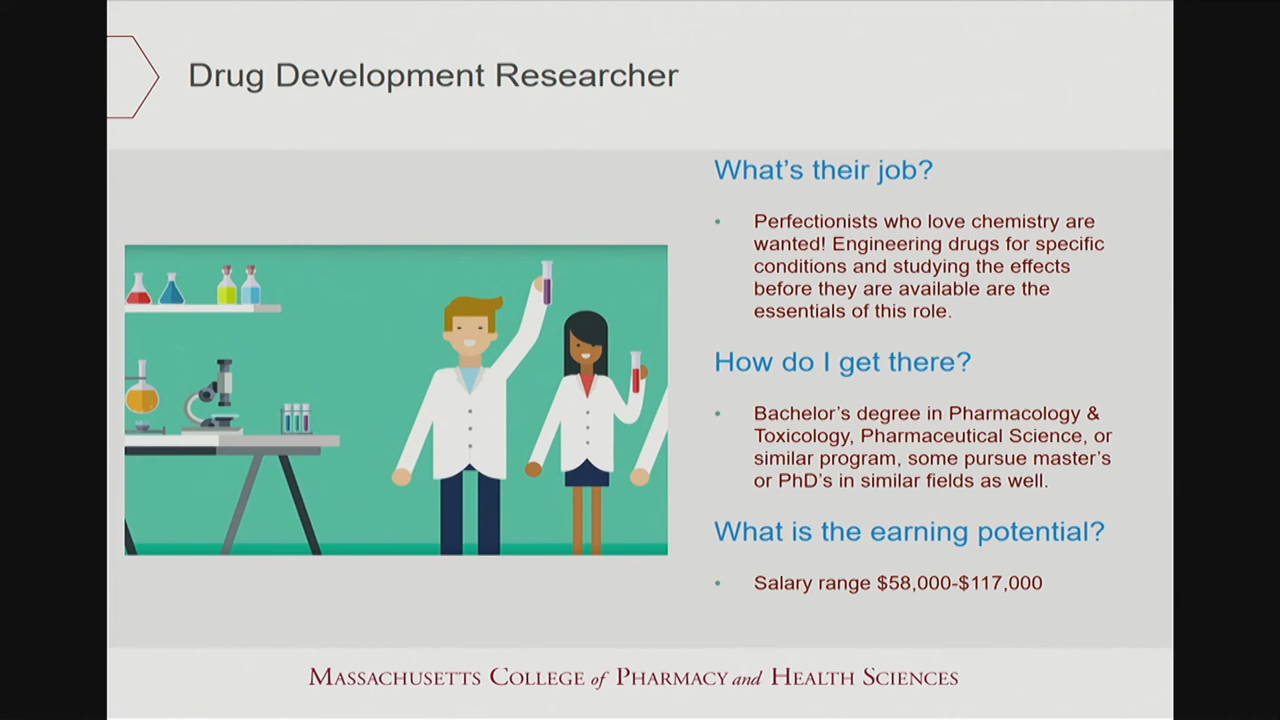 Drug Development Researcher
What's their job?
• Perfectionists who love chemistry are
wanted! Engineering drugs for specific
conditions and studying the effects
before they are available are the
essentials of this role.
How do I get there?
• Bachelor's degree in Pharmacology &
Toxicology, Pharmaceutical Science, or
similar program, some pursue master's
or PhD's in similar fields as well.
What is the earning potential?
• Salary range $58,000-$117,000
MASSACHUSETTS COLLEGE of PHARMACY and HEALTH SCIENCES